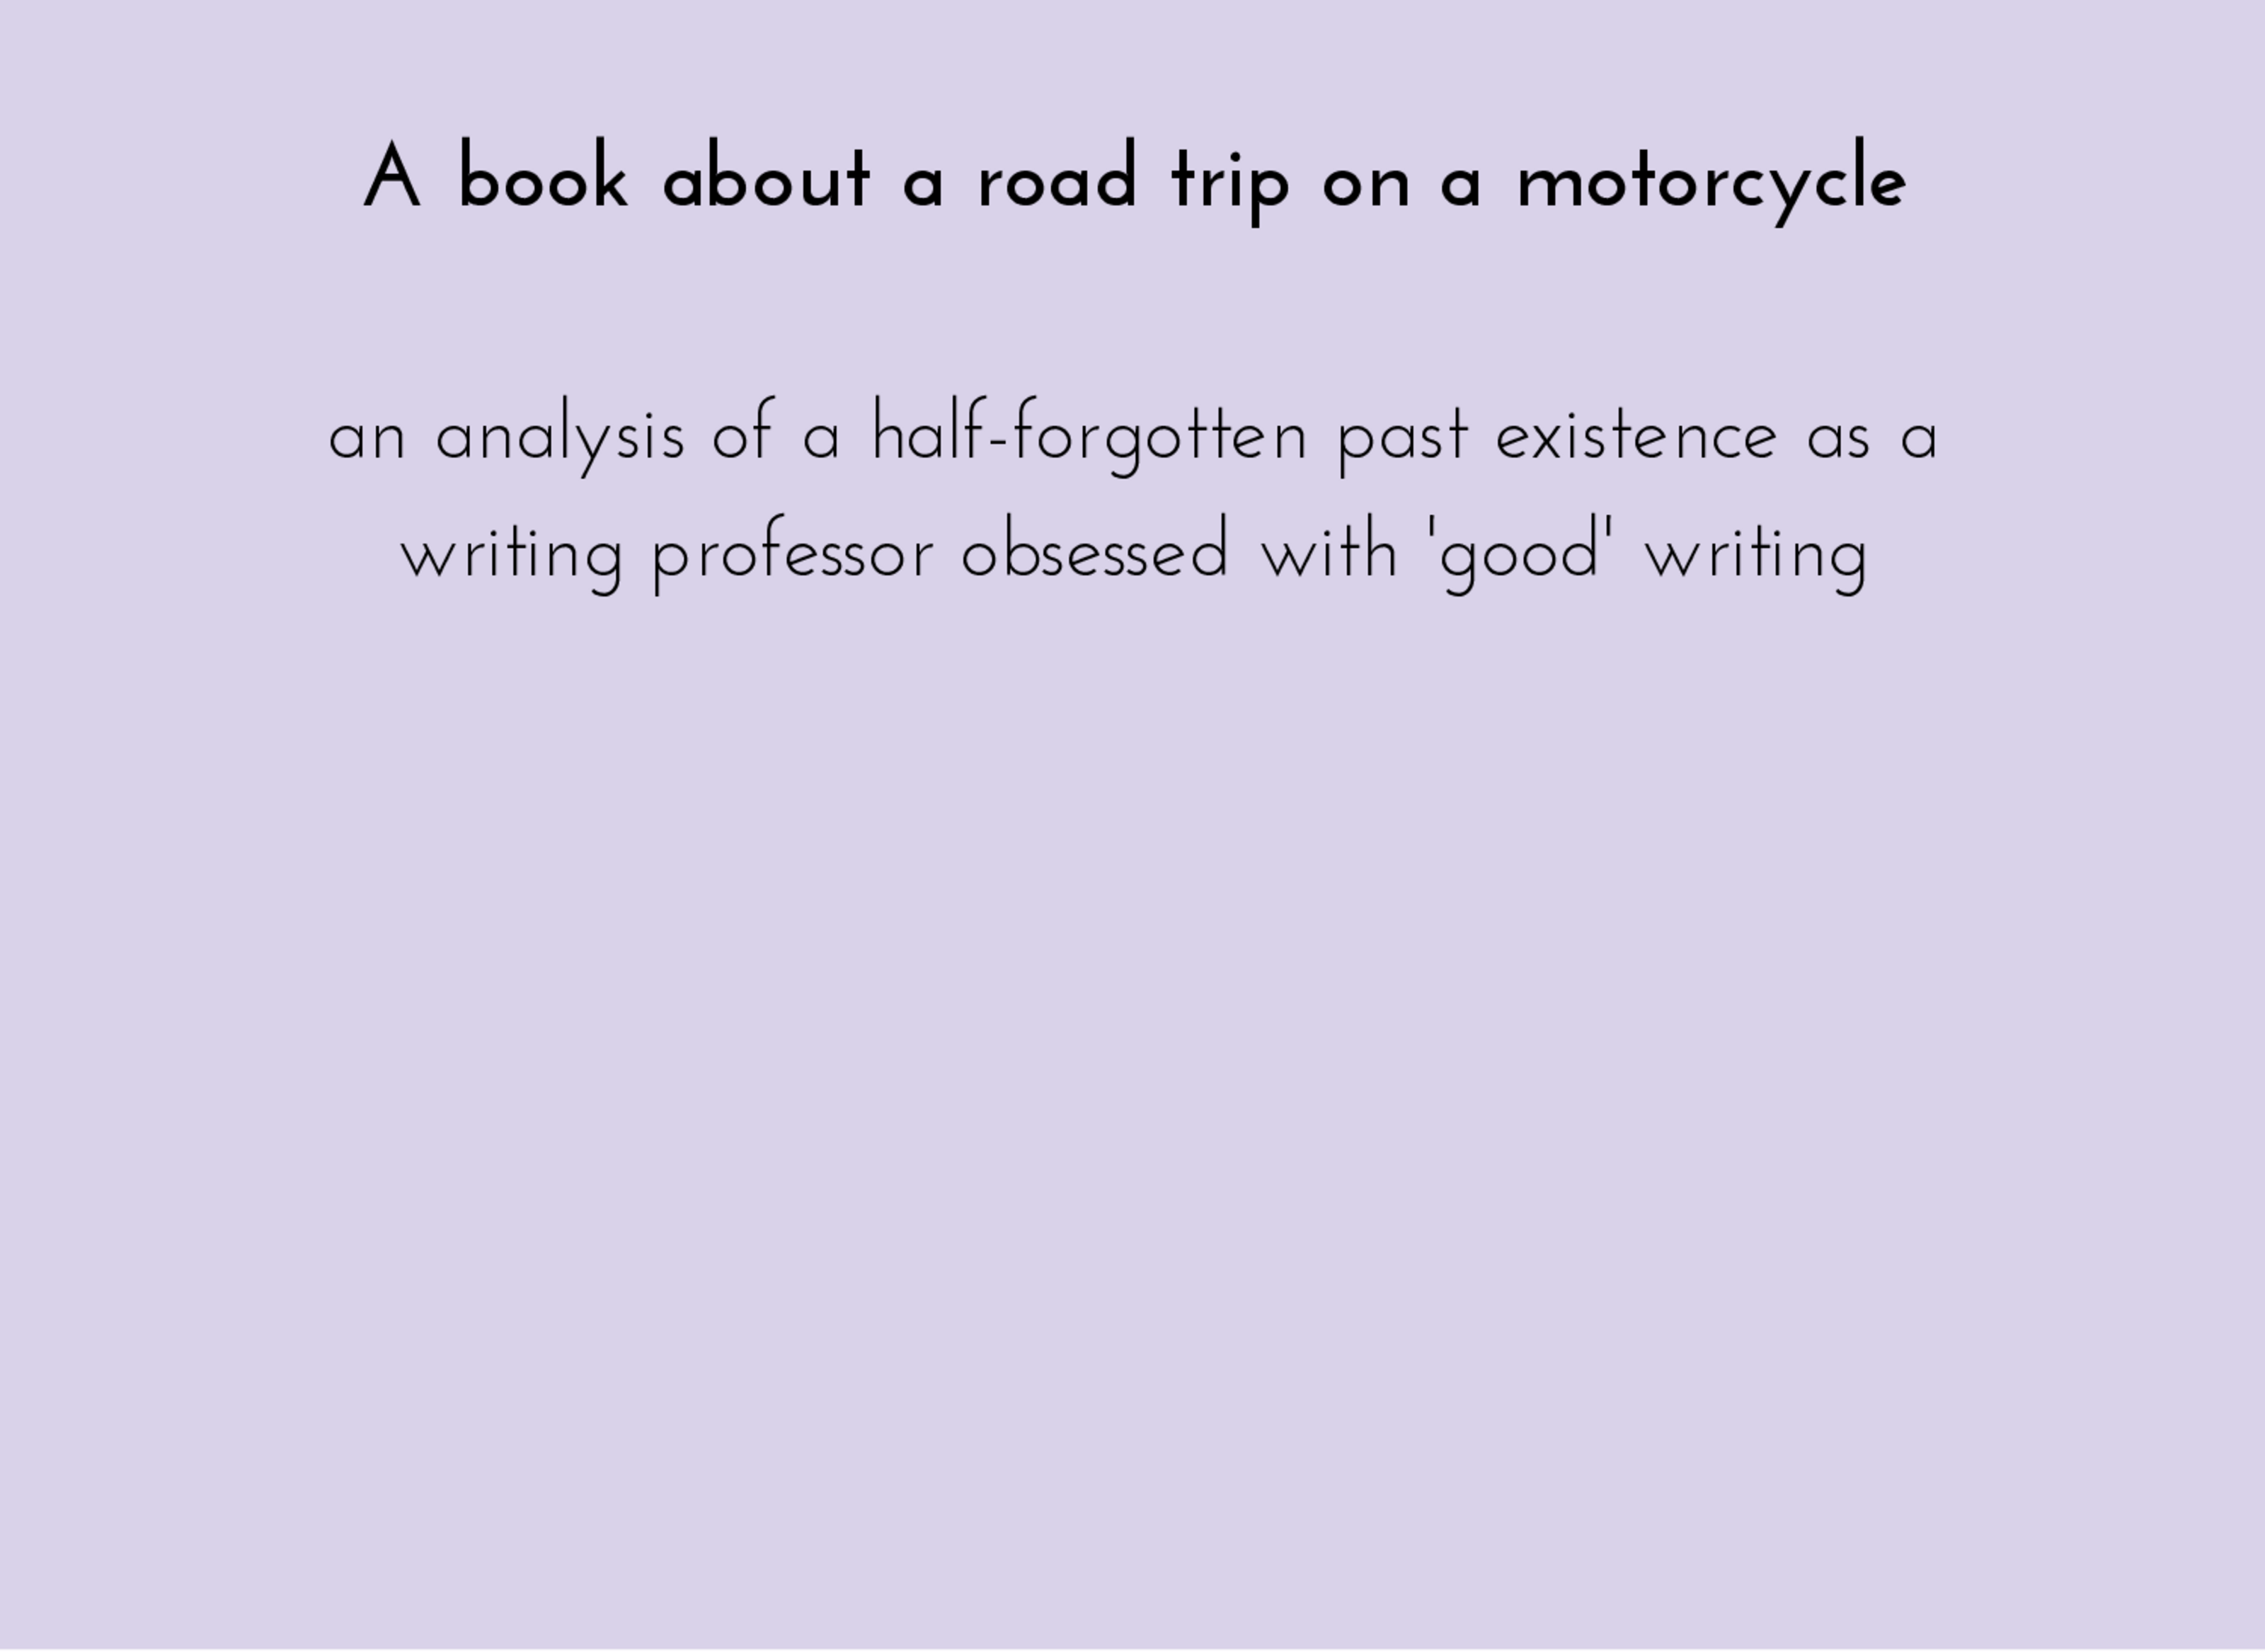 A book about a road trip on a motorcycle
an analysis of a half-forgotten past existence as a
writing professor obsessed with 'good' writing